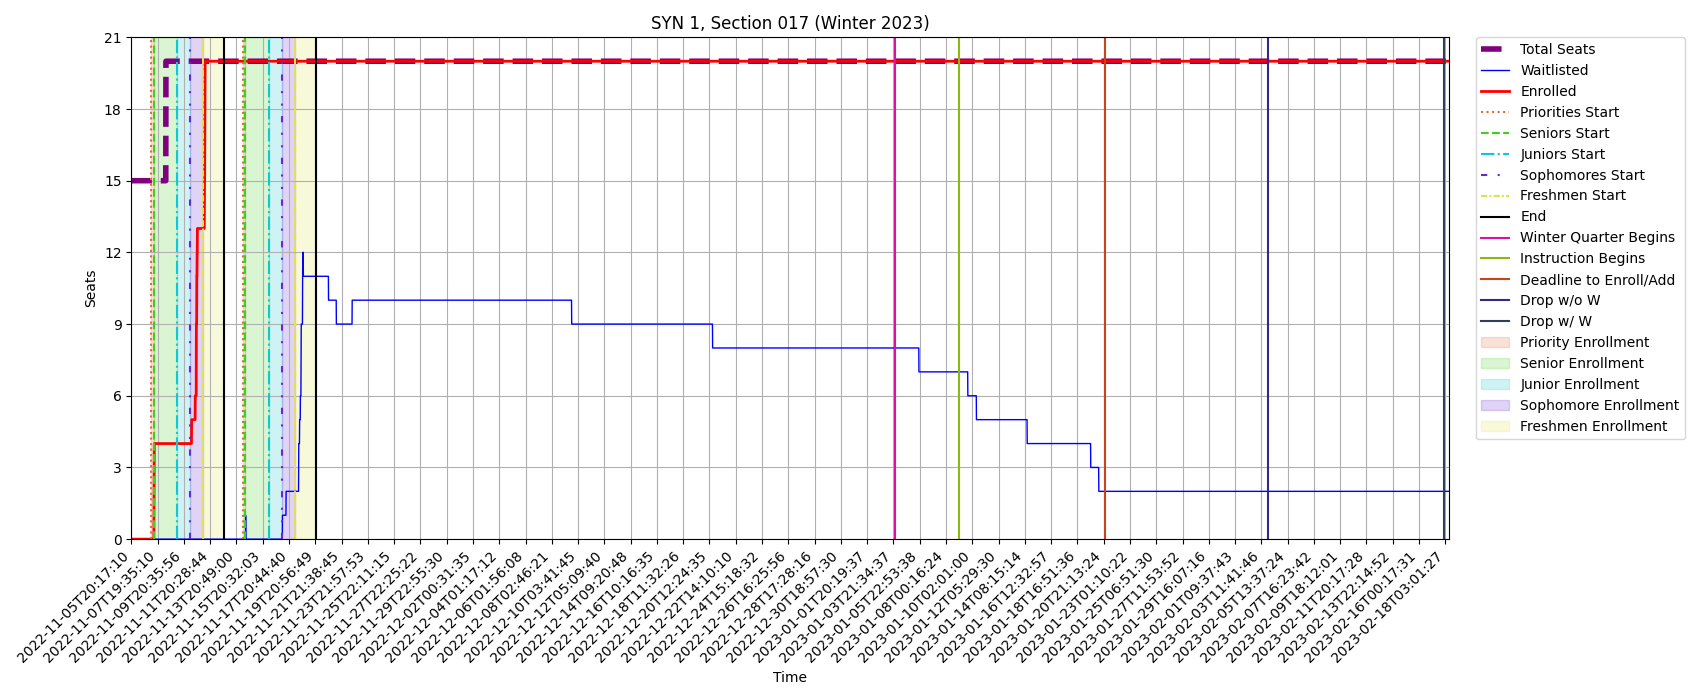 SYN 1, Section 017 (Winter 2023)
21
18
15
12
9
6
3
0
Seats
2022-11-05T20:17:10
2022-11-07T19:35:10
2022-11-09T20:35:56
2022-11-11T20:28:44
2022-11-13T20:49:00
2022-11-15T20:32:03
2022-11-17T20:44:40
2022-11-19T20:56:49
2022-11-21T21:38:45
2022-11-23T21:57:53
2022-11-25T22:11:15
2022-11-27T22:25:22
2022-11-29T22:55:30
2022-12-02T00:31:35
2022-12-04T01:17:12
2022-12-06T01:56:08
2022-12-08T02:46:21
2022-12-10T03:41:45
2022-12-12T05:09:40
2022-12-14T09:20:48
2022-12-16T10:16:35
2022-12-18T11:32:26
2022-12-20T12:24:35
2022-12-22T14:10:10
2022-12-24T15:18:32
2022-12-26T16:25:56
2022-12-28T17:28:16
2022-12-30T18:57:30
2023-01-01T20:19:37
2023-01-03T21:34:37
2023-01-05T22:53:38
2023-01-08T00:16:24
2023-01-10T02:01:00
2023-01-12T05:29:30
2023-01-14T08:15:14
2023-01-16T12:32:57
2023-01-18T16:51:36
2023-01-20T21:13:24
2023-01-23T01:10:22
2023-01-25T06:51:30
2023-01-27T11:53:52
2023-01-29T16:07:16
2023-02-01T09:37:43
2023-02-03T11:41:46
2023-02-05T13:37:24
2023-02-07T16:23:42
2023-02-09T18:12:01
2023-02-11T20:17:28
2023-02-13T22:14:52
2023-02-16T00:17:31
2023-02-18T03:01:27
Time
Total Seats
Waitlisted
Enrolled
Priorities Start
Seniors Start
Juniors Start
Sophomores Start
Freshmen Start
End
Winter Quarter Begins
Instruction Begins
Deadline to Enroll/Add
Drop w/o W
Drop w/ W
Priority Enrollment
Senior Enrollment
Junior Enrollment
Sophomore Enrollment
Freshmen Enrollment